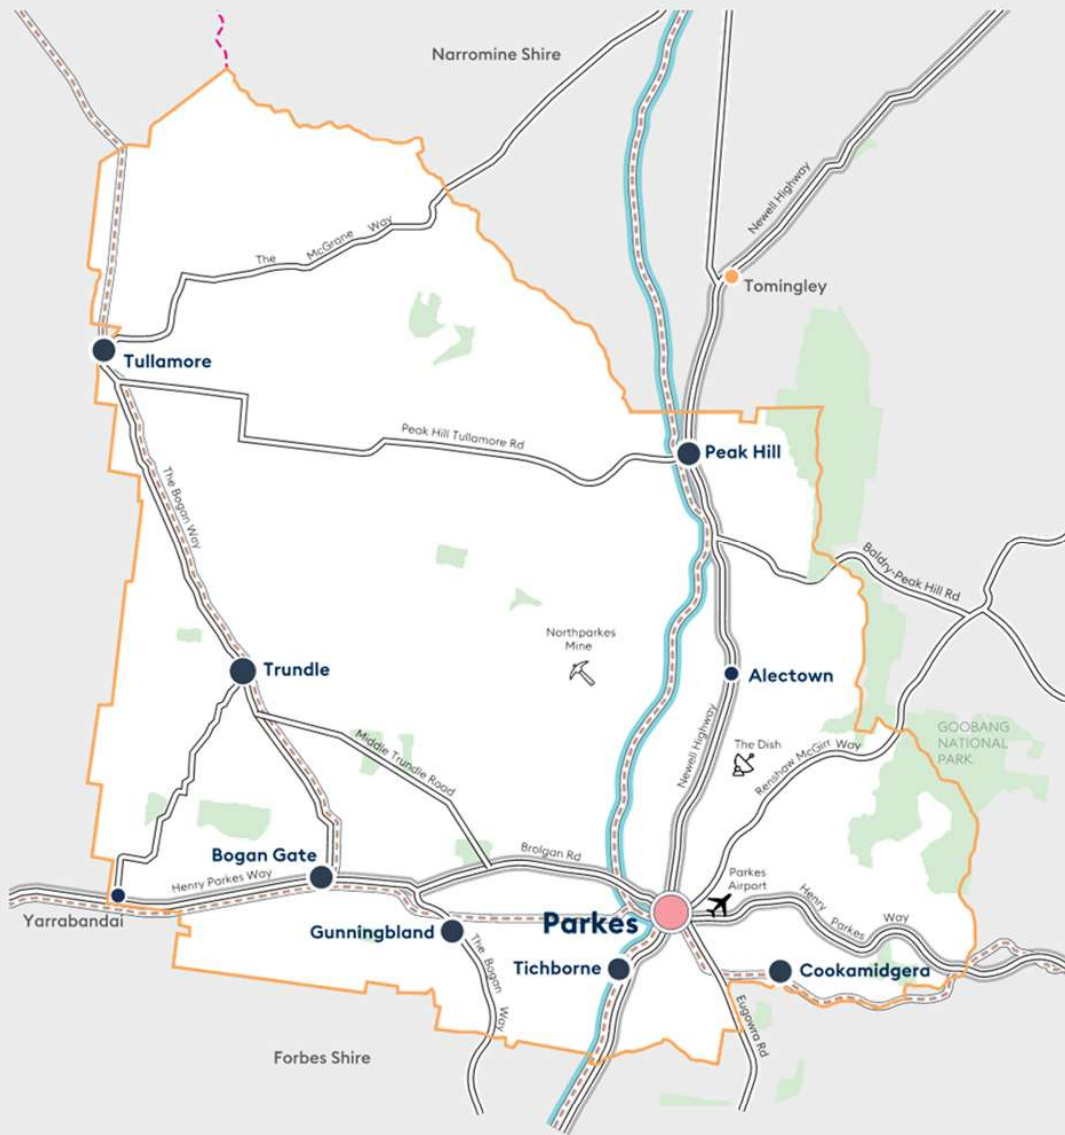 Narromine Shire
Newell Highway
The McGrane Way
Tomingley
Tullamore
Peak Hill Tullamore Rd
Peak Hill
The Bogan Way
Baldry-Peak Hill Rd
Northparkes
Mine
Trundle
Alectown
Newell Highway
The Dish
Renshaw McGirr Way
GOOBANG
NATIONAL
PARK
Middle Trundle Road
Bogan Gate
Brolgan Rd
Henry Parkes Way
Parkes
Airport
Henry Parkes Way
Yarrabandai
Gunningbland
Parkes
The Bogan Way
Tichborne
Cookamidgera
Eugowra Rd
Forbes Shire